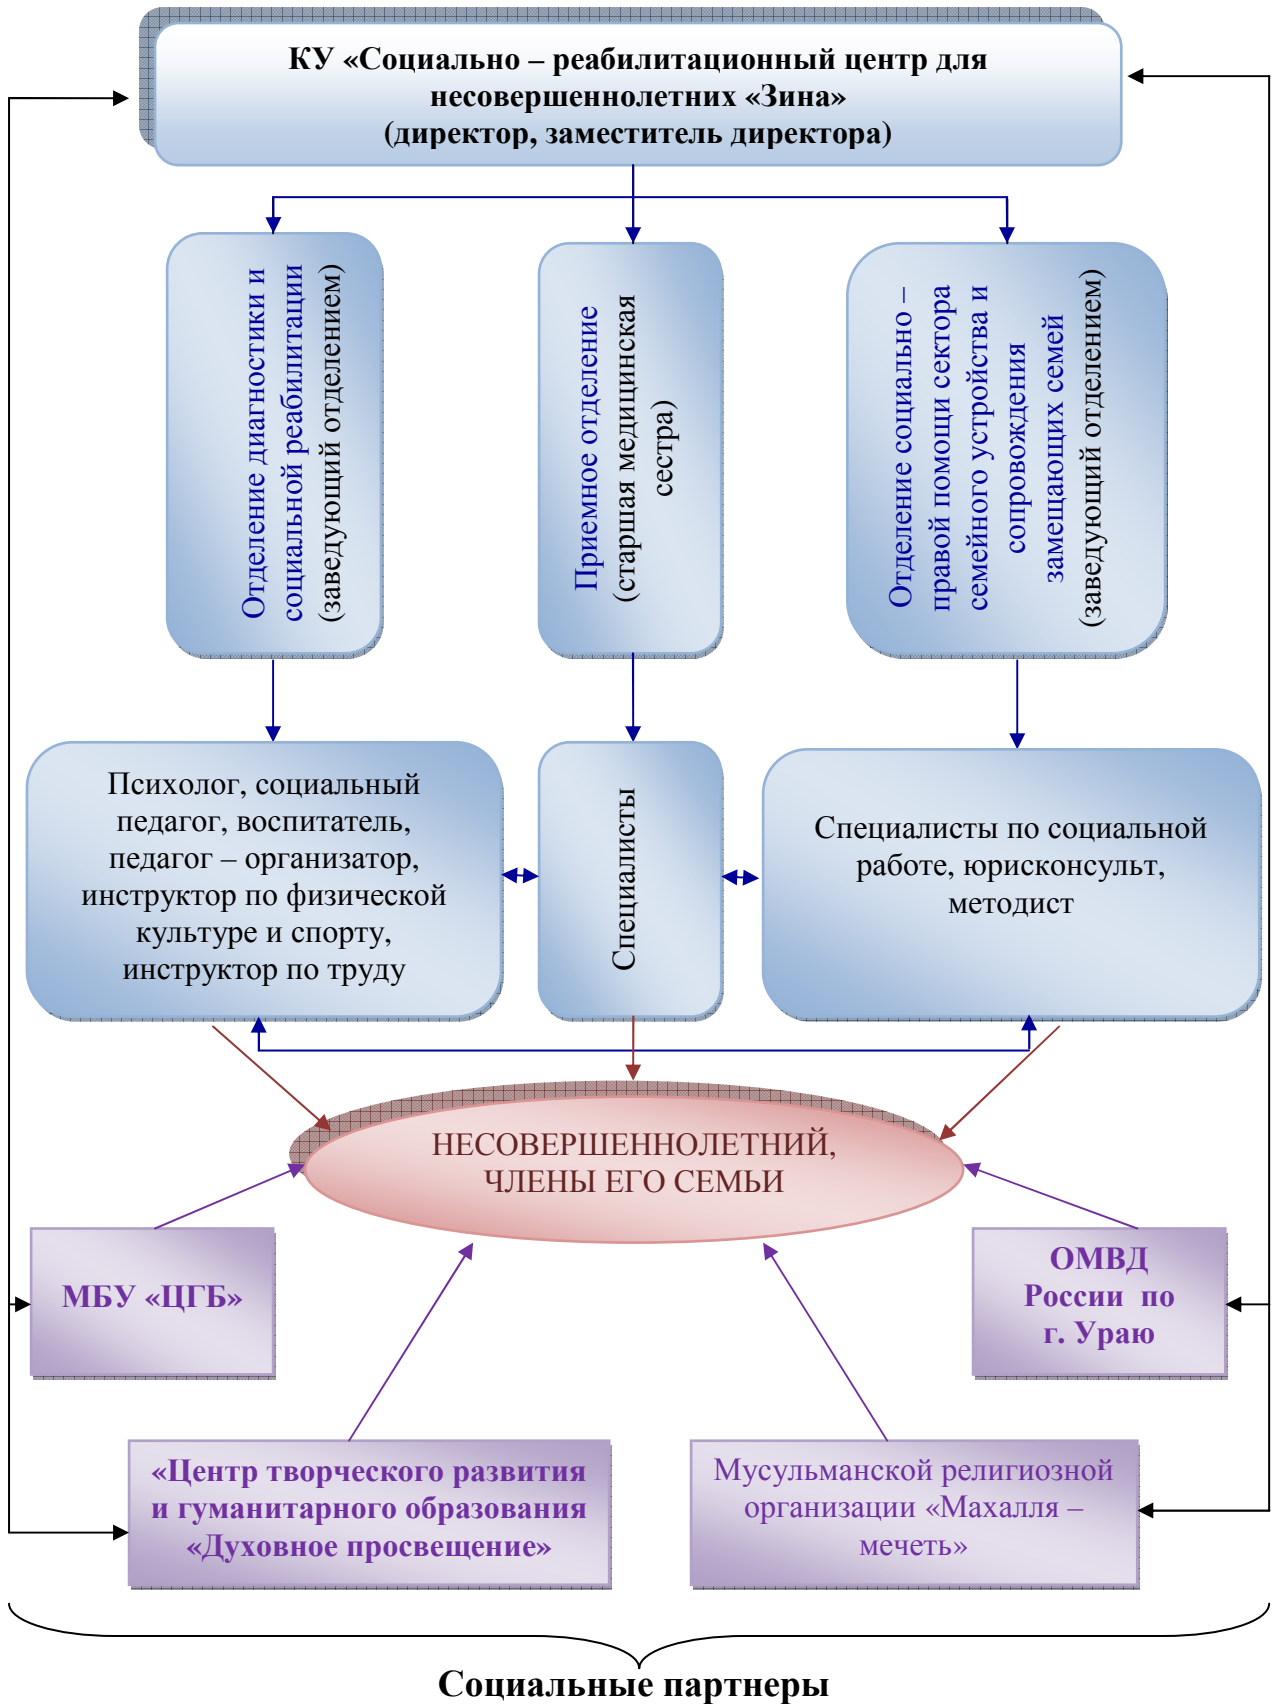 КУ «Социально – реабилитационный центр для
несовершеннолетних «Зина»
(директор, заместитель директора)
Отделение диагностики и
социальной реабилитации
(заведующий отделением)
Приемное отделение
(старшая медицинская
сестра)
Отделение социально –
правой помощи сектора
семейного устройства и
сопровождения
замещающих семей
(заведующий отделением)
Психолог, социальный
педагог, воспитатель,
педагог – организатор,
инструктор по физической
культуре и спорту,
инструктор по труду
Специалисты
Специалисты по социальной
работе, юрисконсульт,
методист
НЕСОВЕРШЕННОЛЕТНИЙ,
ЧЛЕНЫ ЕГО СЕМЬИ
МБУ «ЦГБ»
ОМВД
России по
г. Ураю
«Центр творческого развития
и гуманитарного образования
«Духовное просвещение»
Мусульманской религиозной
организации «Махалля –
мечеть»
Социальные партнеры